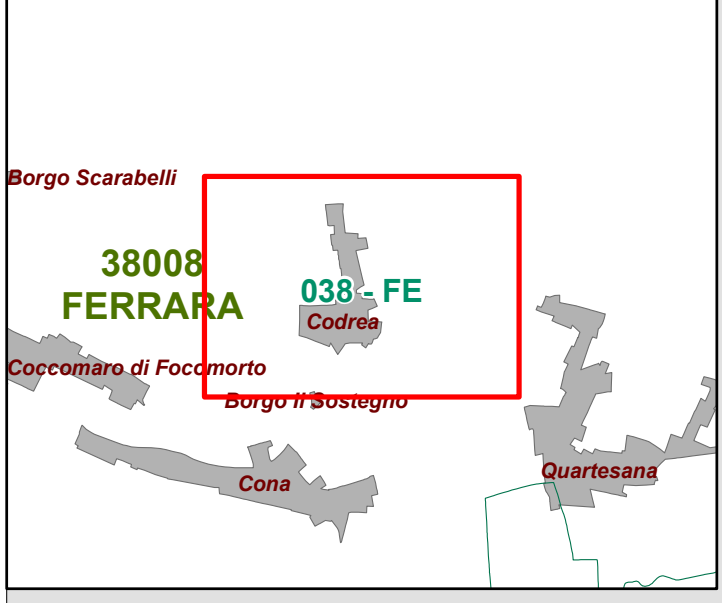 Borgo Scarabelli
38008
FERRARA
038 - FE
Codrea
Coccomaro di Focomorto
Borgo Il Sostegno
Cona
Quartesana